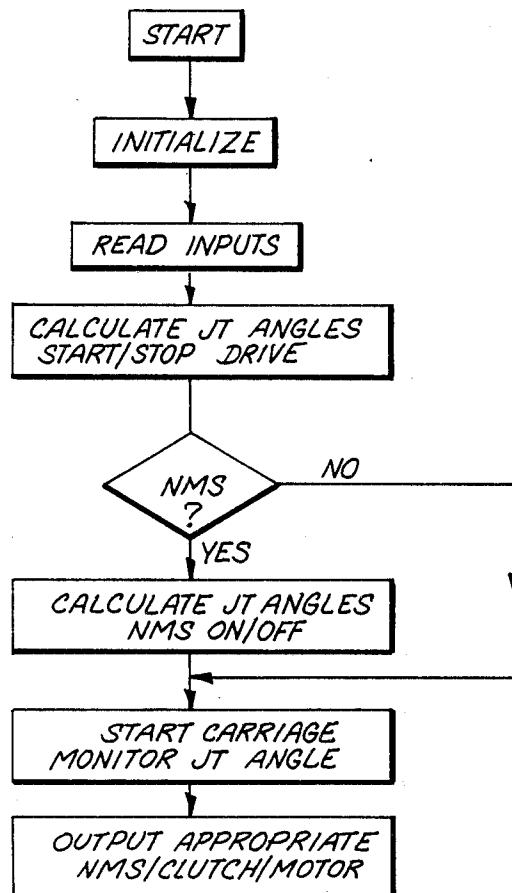 START
INITIALIZE
READ INPUTS
CALCULATE JT ANGLES
START/STOP DRIVE
NMS
?
NO
YES
CALCULATE JT ANGLES
NMS ON/OFF
START CARRIAGE
MONITOR JT ANGLE
OUTPUT APPROPRIATE
NMS/CLUTCH/MOTOR